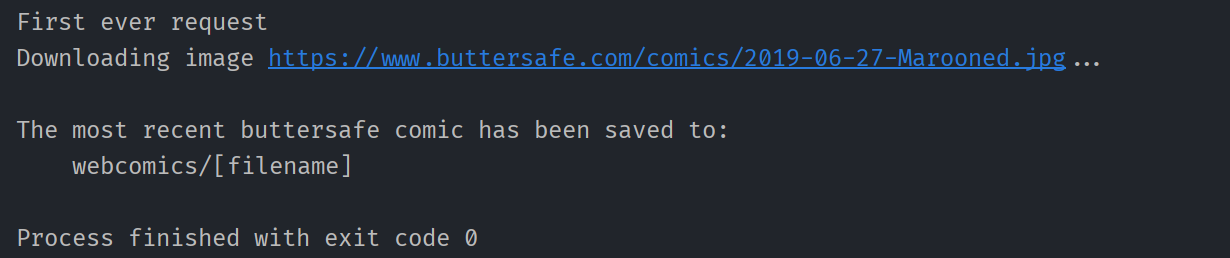 First ever request
Downloading image https://www.buttersafe.com/comics/2019-06-27-Marooned.jpg...
The most recent buttersafe comic has been saved to:
webcomics/[filename]
Process finished with exit code 0